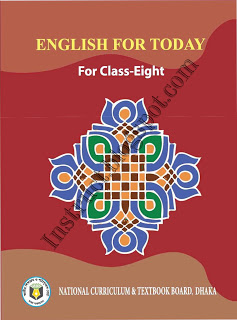 ENGLISH FOR TODAY
For Class-Eight
NATIONAL CURRICULUM & TEXTBOOK BOARD, DHAKA